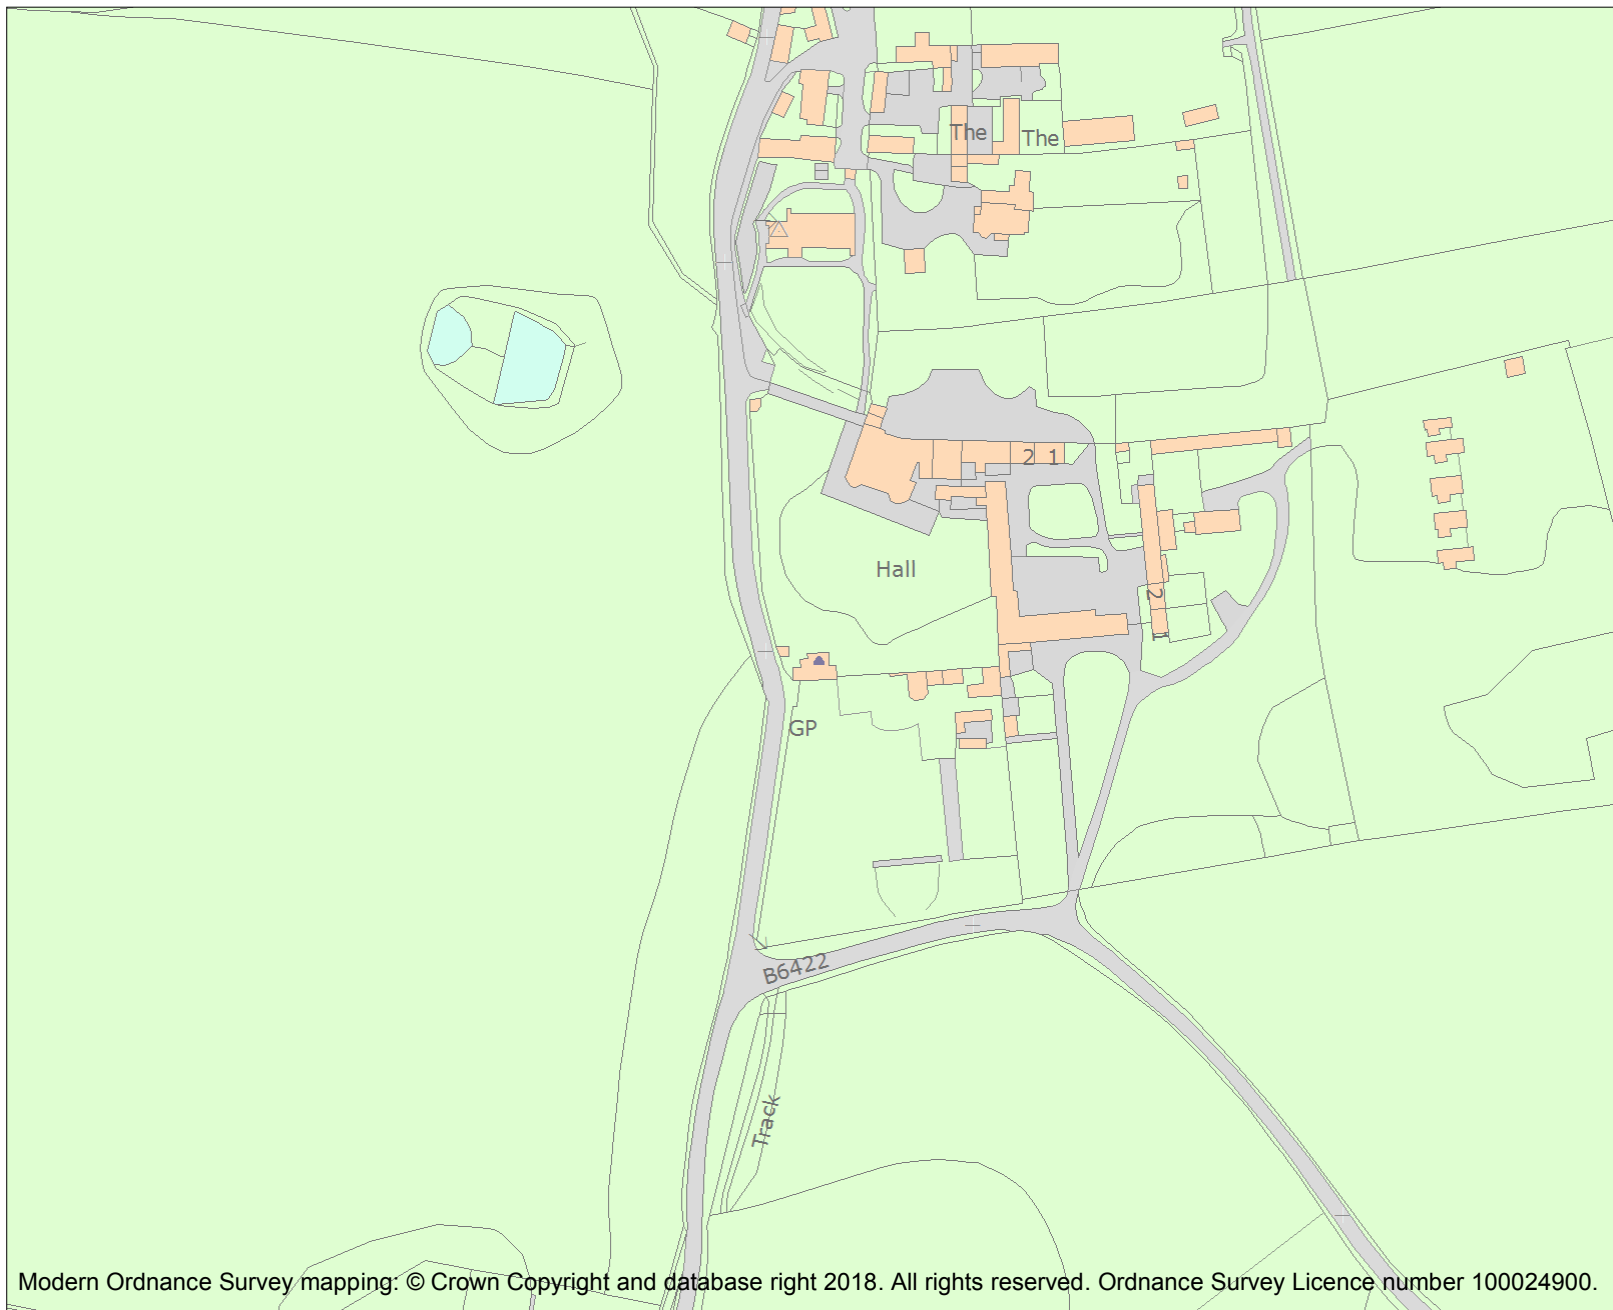 The
The
2 1
Hall
2
1
GP
B6422
Track
Modern Ordnance Survey mapping: © Crown Copyright and database right 2018. All rights reserved. Ordnance Survey Licence number 100024900.